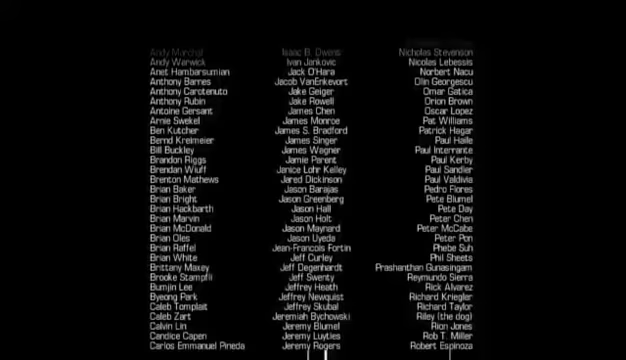 Andy Marchal
Andy Warwick
Anet Hambarsumian
Anthony Barnes
Anthony Carotenuto
Anthony Rubin
Antoine Gersant
Arnie Swekel
Ben Kutcher
Bernd Kreimeier
Bill Buckley
Brandon Riggs
Brendan Wiuff
Brenton Mathews
Brian Baker
Brian Bright
Brian Hackbarth
Brian Marvin
Brian McDonald
Brian Oles
Brian Raffel
Brian White
Brittany Maxey
Brooke Stampfli
Bumjin Lee
Byeong Park
Caleb Tomplait
Caleb Zart
Calvin Lin
Candice Capen
Carlos Emmanuel Pineda
Isaac B. Owens
Ivan Jankovic
Jack O'Hara
Jacob VanEnkevort
Jake Geiger
Jake Rowell
James Chen
James Monroe
James S. Bradford
James Singer
James Wagner
Jamie Parent
Janice Lohr Kelley
Jared Dickinson
Jason Barajas
Jason Greenberg
Jason Hall
Jason Holt
Jason Maynard
Jason Uyeda
Jean-Francois Fortin
Jeff Curley
Jeff Degenhardt
Jeff Swenty
Jeffrey Heath
Jeffrey Newquist
Jeffrey Skubal
Jeremiah Bychowski
Jeremy Blumel
Jeremy Luyties
Jeremy Rogers
Nicholas Stevenson
Nicolas Lebessis
Norbert Nacu
Olin Georgescu
Omar Gatica
Orion Brown
Oscar Lopez
Pat Williams
Patrick Hagar
Paul Haile
Paul Interrante
Paul Kerby
Paul Sandler
Paul Valdivia
Pedro Flores
Pete Blumel
Pete Day
Peter Chen
Peter McCabe
Peter Pon
Phebe Suh
Phil Sheets
Prashanthan Gunasingam
Reymundo Sierra
Rick Alvarez
Richard Kriegler
Richard Taylor
Riley (the dog)
Rion Jones
Rob T. Miller
Robert Espinoza